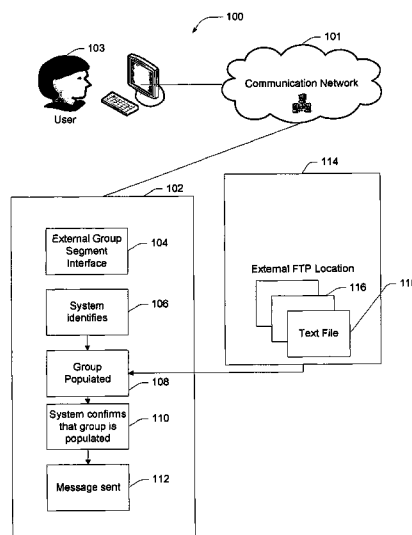 100
103
101
Communication Network
User
102
114
External Group
Segment
Interface
104
External FTP Location
116
Text File
System
identifies
106
Group
Populated
108
System confirms
that group is
populated
110
Message sent
112